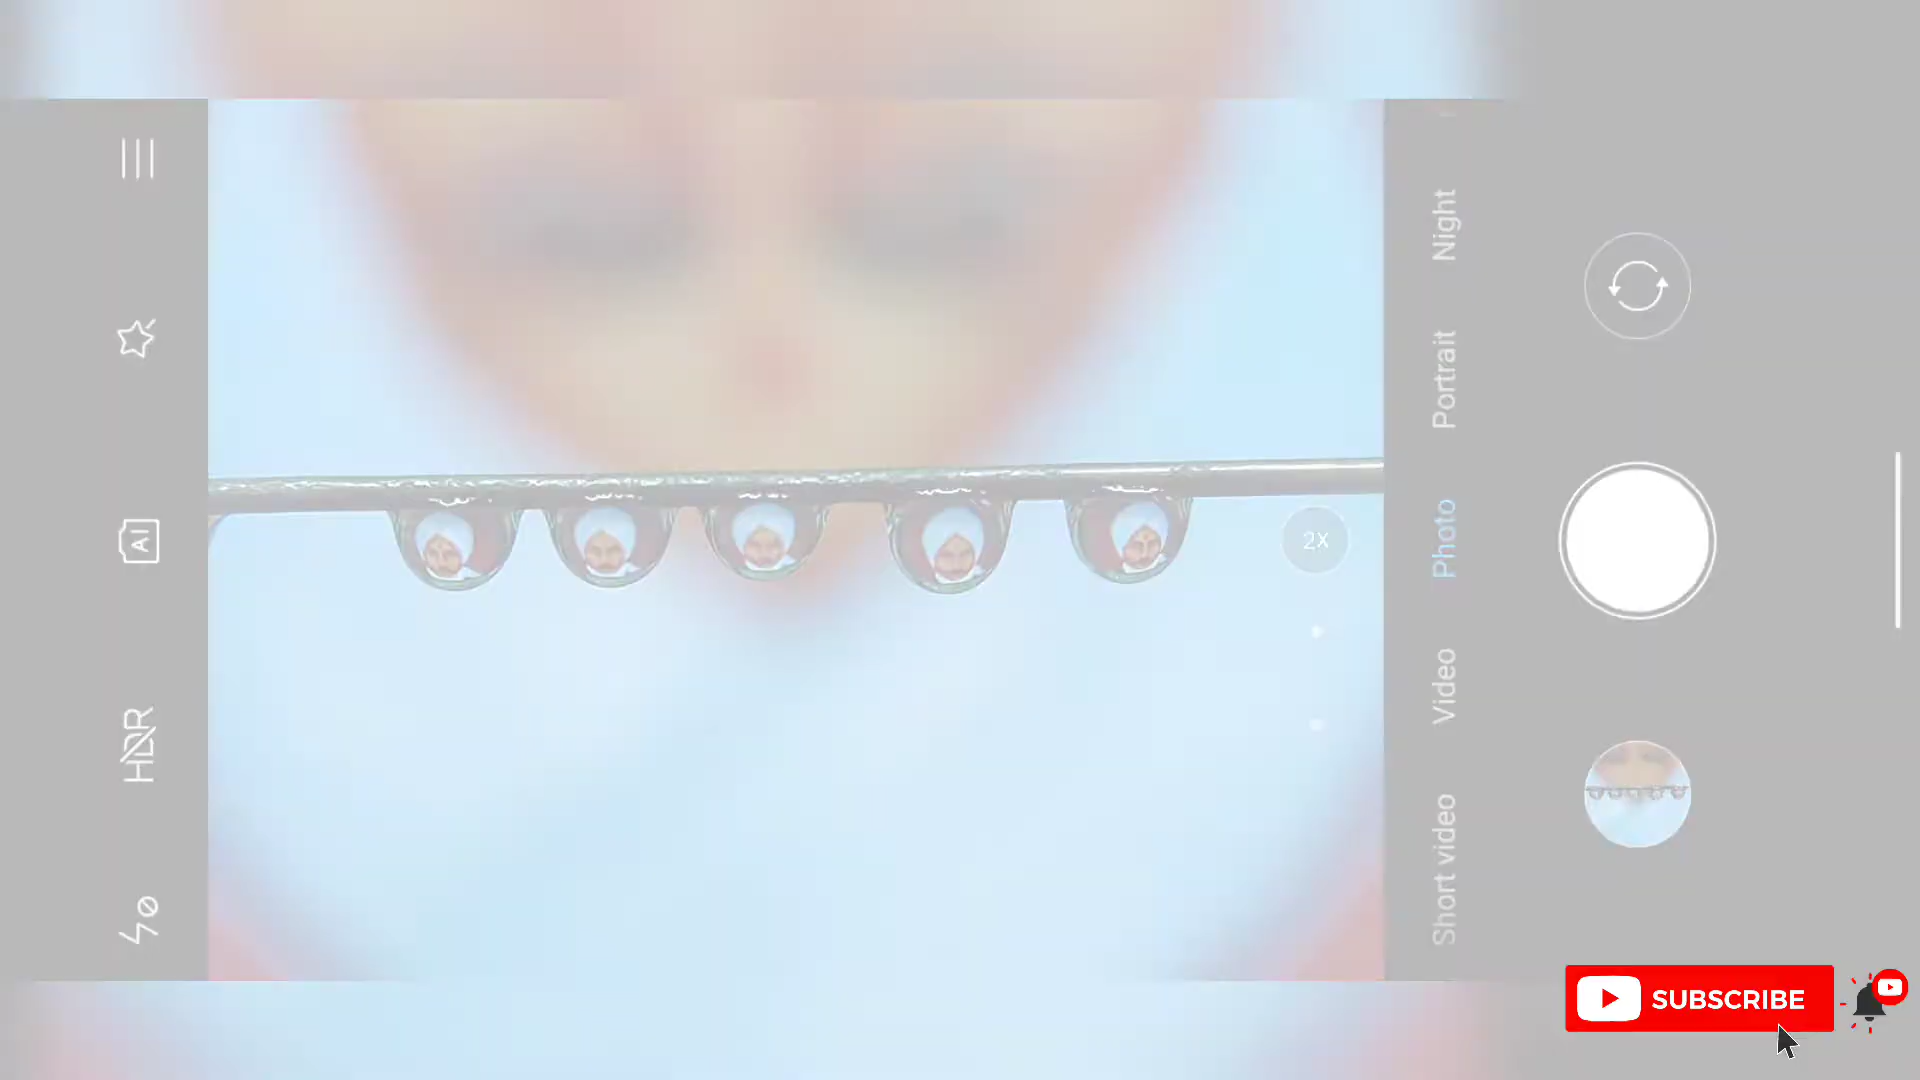 HDR
AI
2X
Night
Portrait
Photo
Video
Short video
SUBSCRIBE